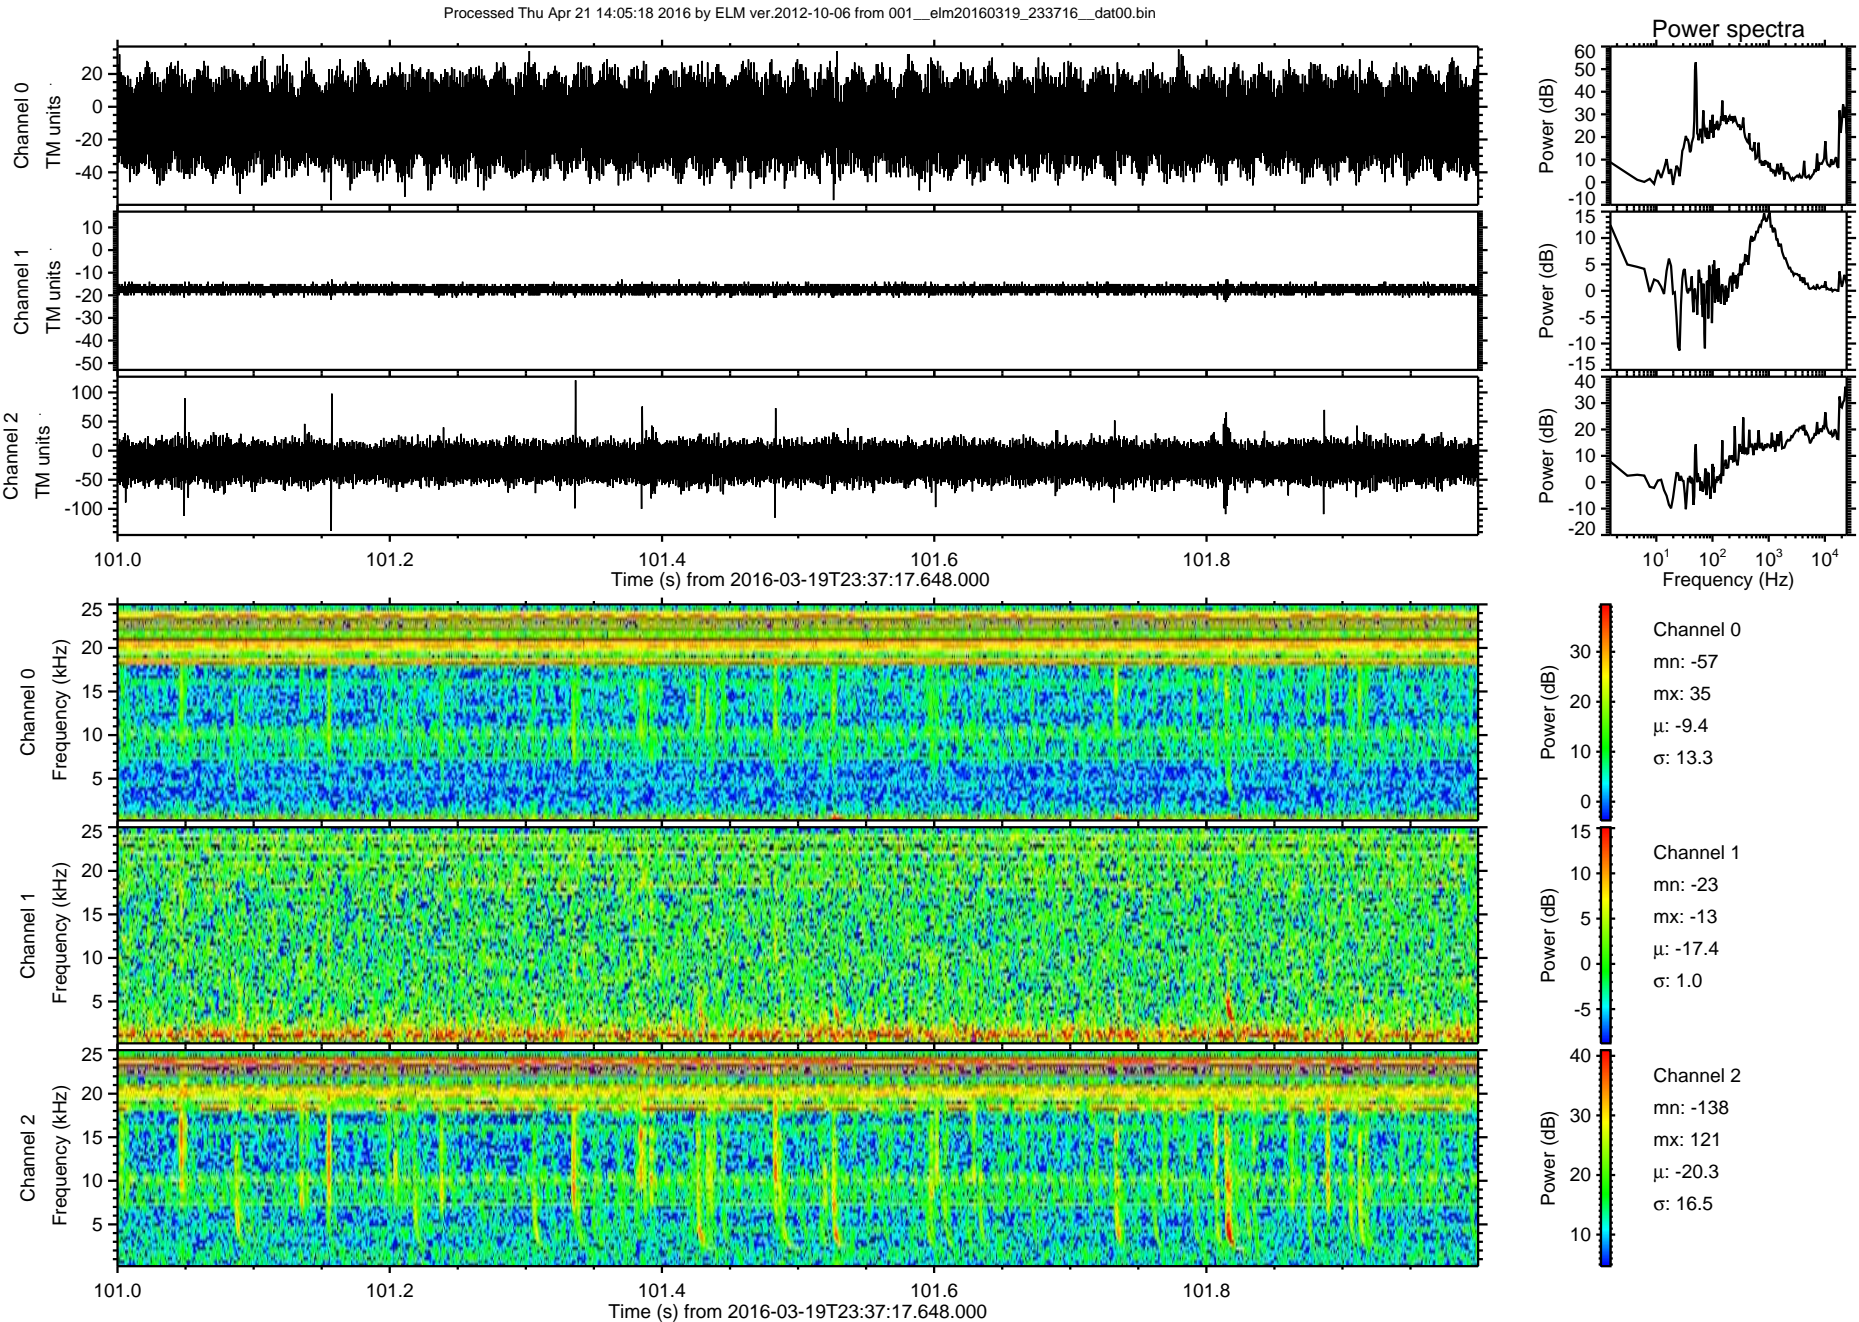 Processed Thu Apr 21 14:05:18 2016 by ELM ver.2012-10-06 from 001__elm20160319_233716__dat00.bin
Power spectra
Channel 0
TM units
20
0
-20
-40
Power (dB)
60
50
40
30
20
10
0
-10
Channel 1
TM units
10
0
-10
-20
-30
-40
-50
Power (dB)
15
10
5
0
-5
-10
-15
Channel 2
TM units
100
50
0
-50
-100
Power (dB)
40
30
20
10
0
-10
-20
101.0 101.2 101.4 101.6 101.8
Time (s) from 2016-03-19T23:37:17.648.000
10¹ 10² 10³ 10⁴
Frequency (Hz)
Channel 0
Frequency (kHz)
25
20
15
10
5
Power (dB)
30
20
10
0
Channel 0
mn: -57
mx: 35
µ: -9.4
σ: 13.3
Channel 1
Frequency (kHz)
25
20
15
10
5
Power (dB)
15
10
5
0
-5
Channel 1
mn: -23
mx: -13
µ: -17.4
σ: 1.0
Channel 2
Frequency (kHz)
25
20
15
10
5
Power (dB)
40
30
20
10
Channel 2
mn: -138
mx: 121
µ: -20.3
σ: 16.5
101.0 101.2 101.4 101.6 101.8
Time (s) from 2016-03-19T23:37:17.648.000